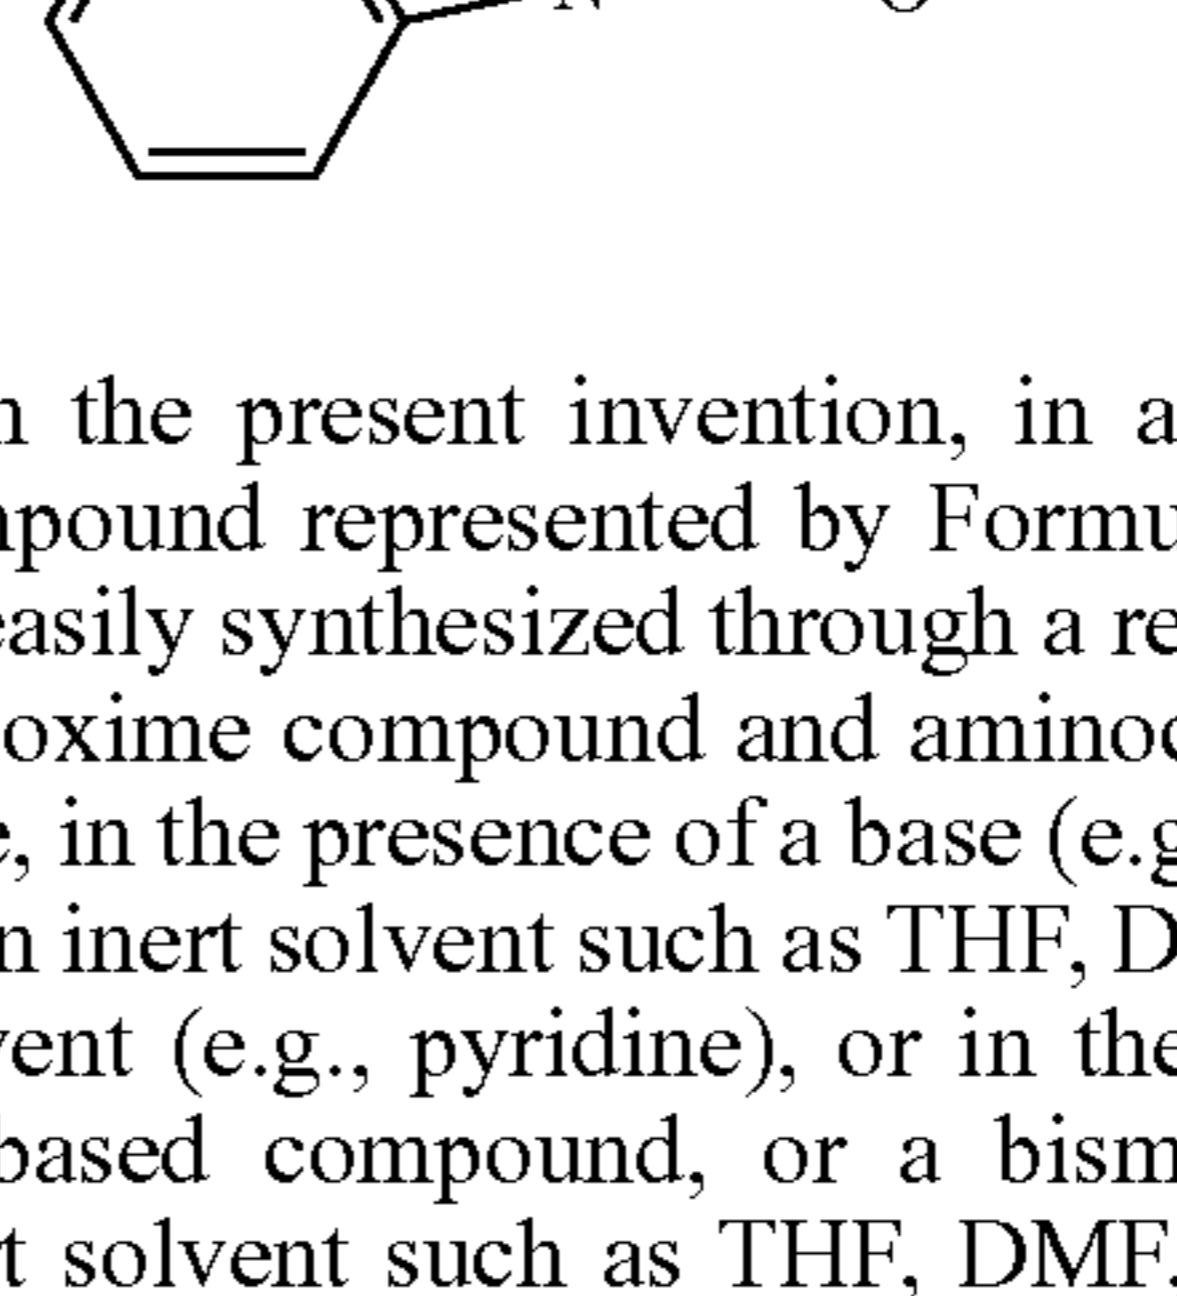 N O
n the present invention, in a
mpound represented by Formu
easily synthesized through a re
oxime compound and aminoc
e, in the presence of a base (e.g
n inert solvent such as THF, D
vent (e.g., pyridine), or in the
based compound, or a bism
t solvent such as THF, DMF.